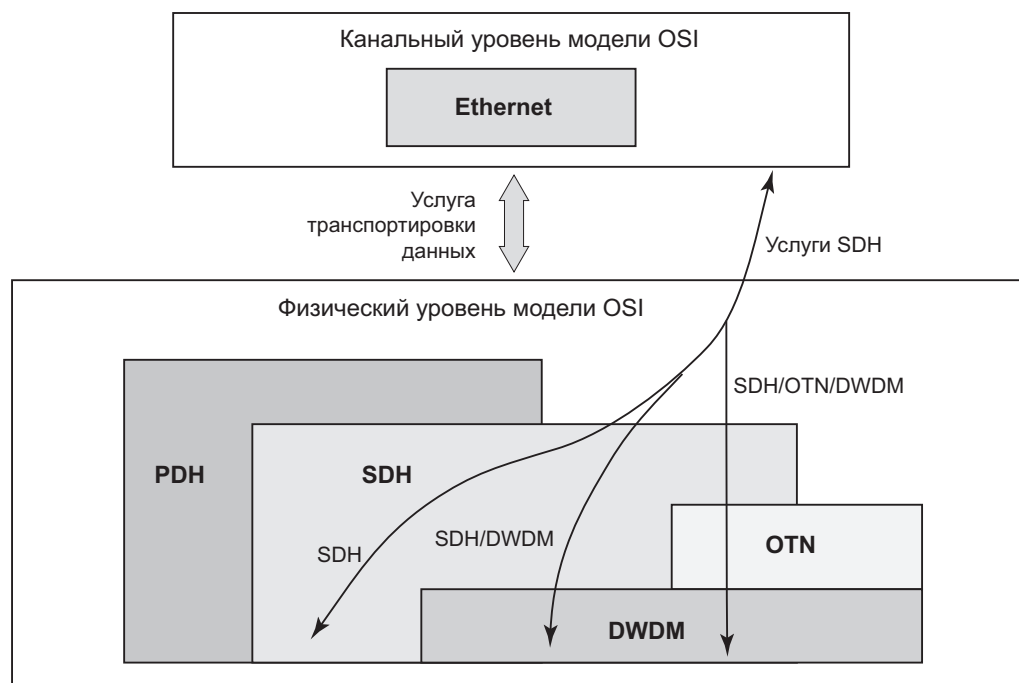 Канальный уровень модели OSI
Ethernet
Услуга
транспортировки
данных
Услуги SDH
Физический уровень модели OSI
SDH/OTN/DWDM
PDH
SDH
SDH/DWDM
SDH
OTN
DWDM